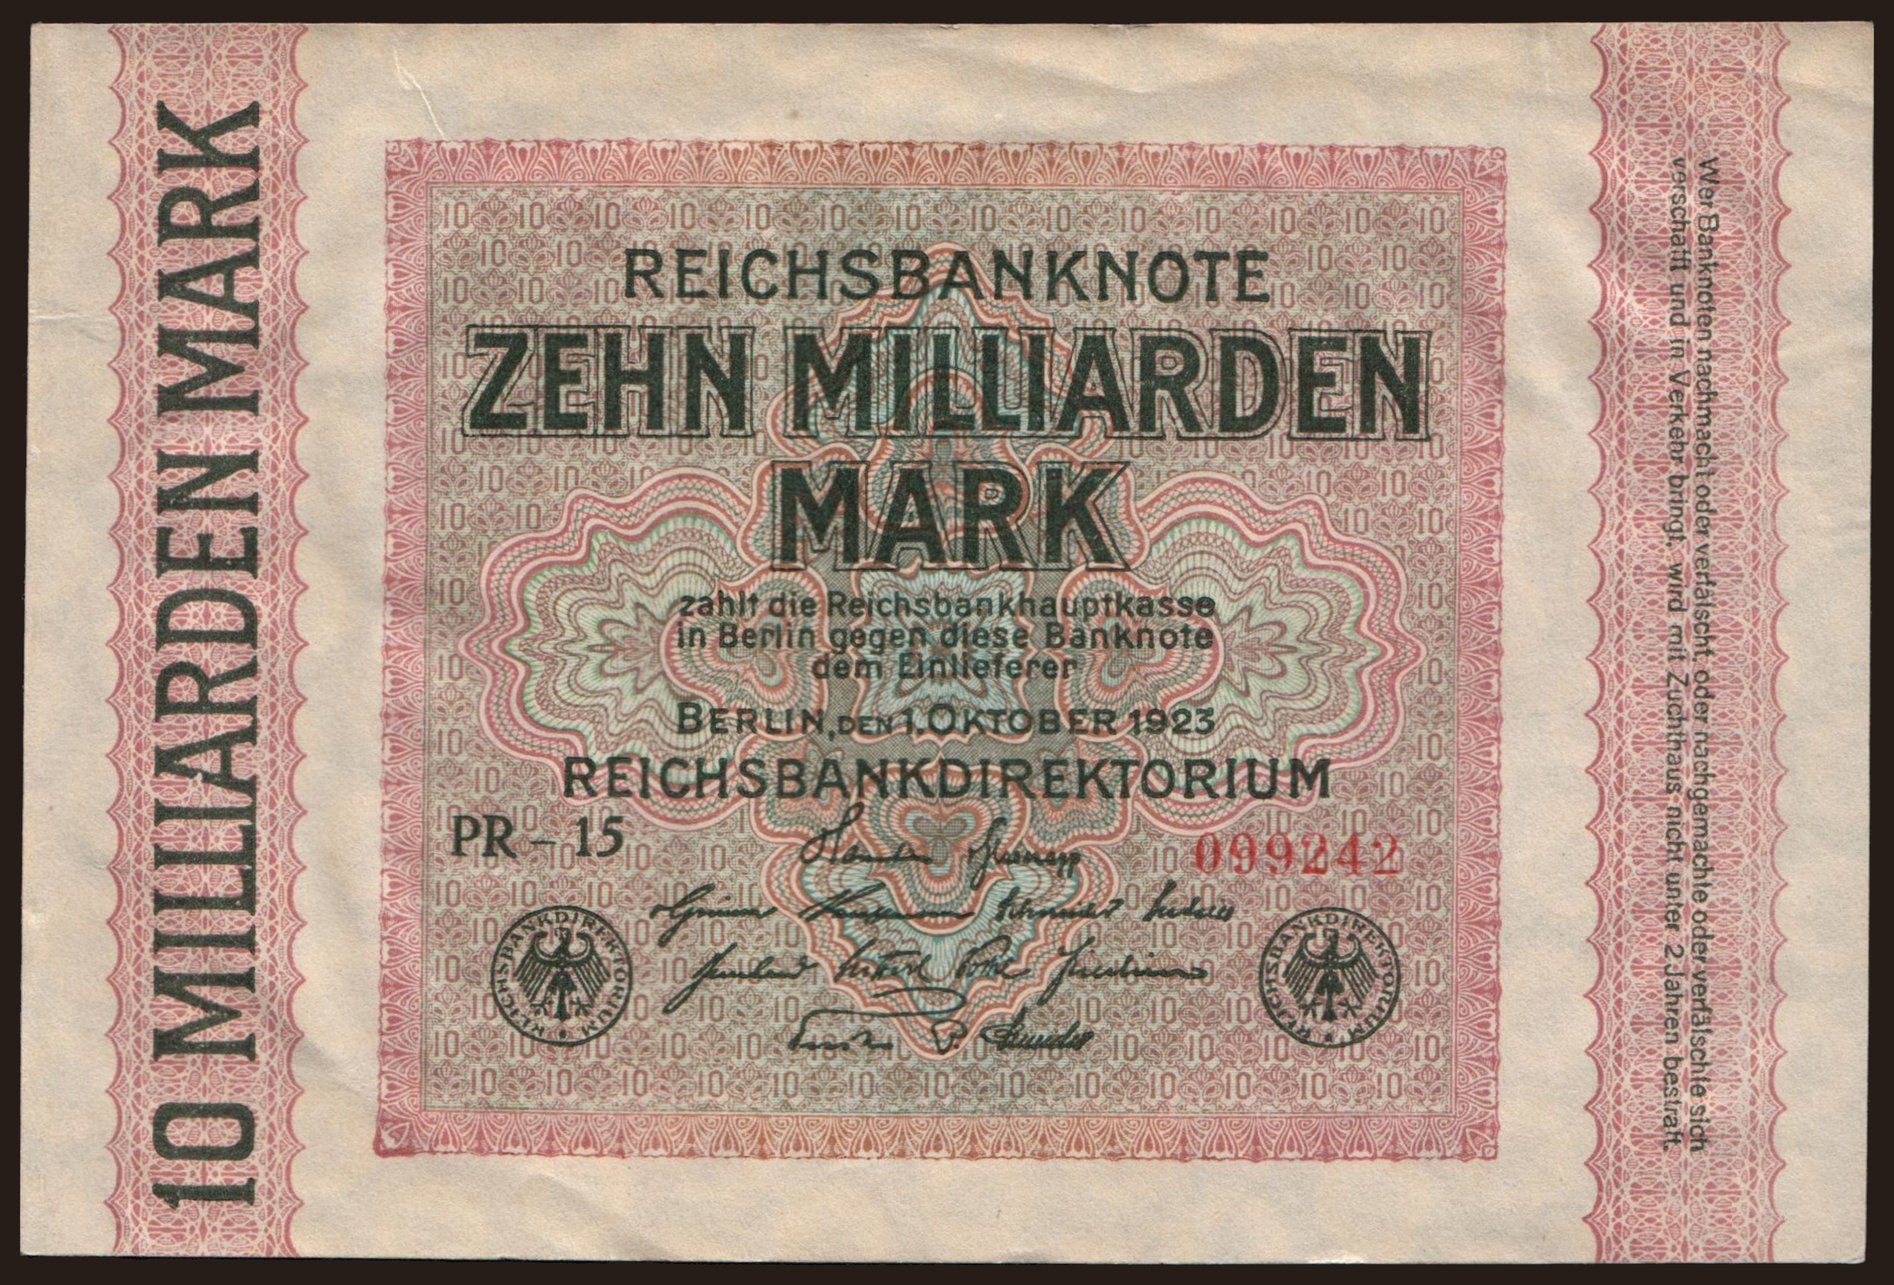 10 MILLIARDEN MARK
REICHSBANKNOTE
ZEHN MILLIARDEN
MARK
zahlt die Reichsbankhauptkasse
in Berlin gegen diese Banknote
dem Einlieferer
BERLIN, DEN 1. OKTOBER 1923
REICHSBANKDIREKTORIUM
PR - 15
099242
REICHSBANKDIREKTORIUM
REICHSBANKDIREKTORIUM
Wer Banknoten nachmacht oder verfälscht, oder nachgemachte oder verfälschte sich
verschafft und in Verkehr bringt, wird mit Zuchthaus nicht unter 2 Jahren bestraft.